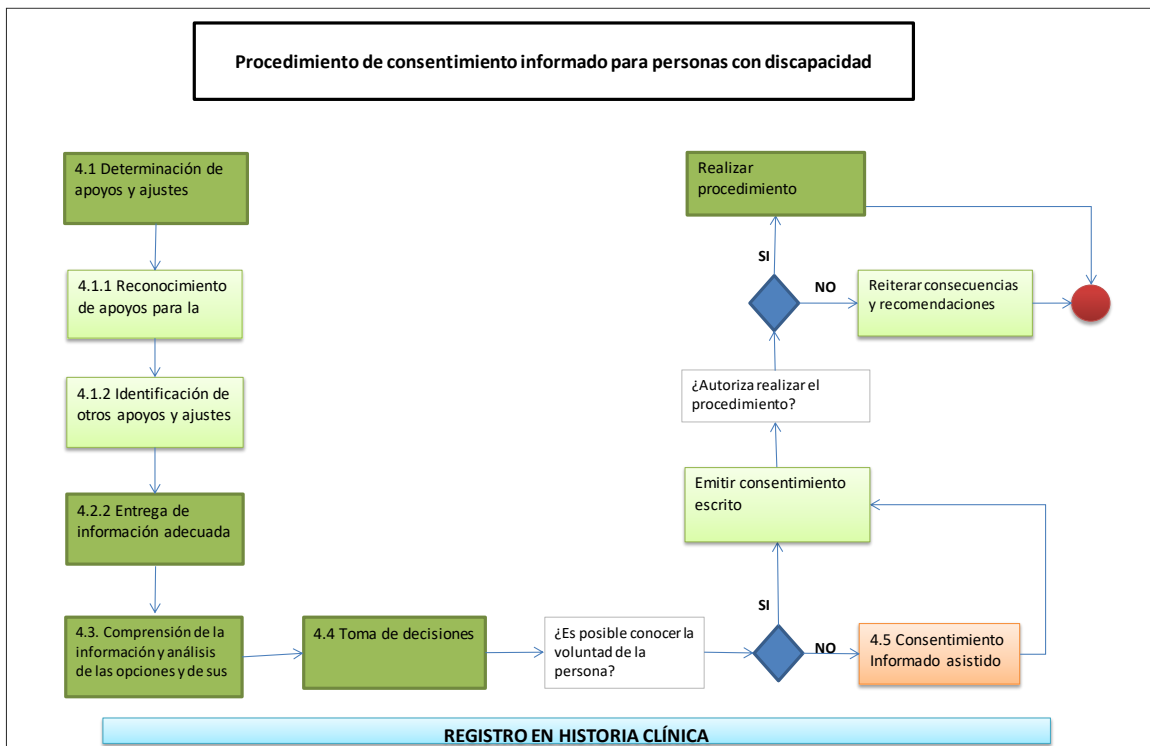 Procedimiento de consentimiento informado para personas con discapacidad
4.1 Determinación de
apoyos y ajustes
4.1.1 Reconocimiento
de apoyos para la
4.1.2 Identificación de
otros apoyos y ajustes
4.2.2 Entrega de
información adecuada
4.3. Comprensión de la
información y análisis
de las opciones y de sus
4.4 Toma de decisiones
¿Es posible conocer la
voluntad de la
persona?
SI
NO
4.5 Consentimiento
Informado asistido
Emitir consentimiento
escrito
¿Autoriza realizar el
procedimiento?
SI
NO
Realizar
procedimiento
Reiterar consecuencias
y recomendaciones
REGISTRO EN HISTORIA CLÍNICA